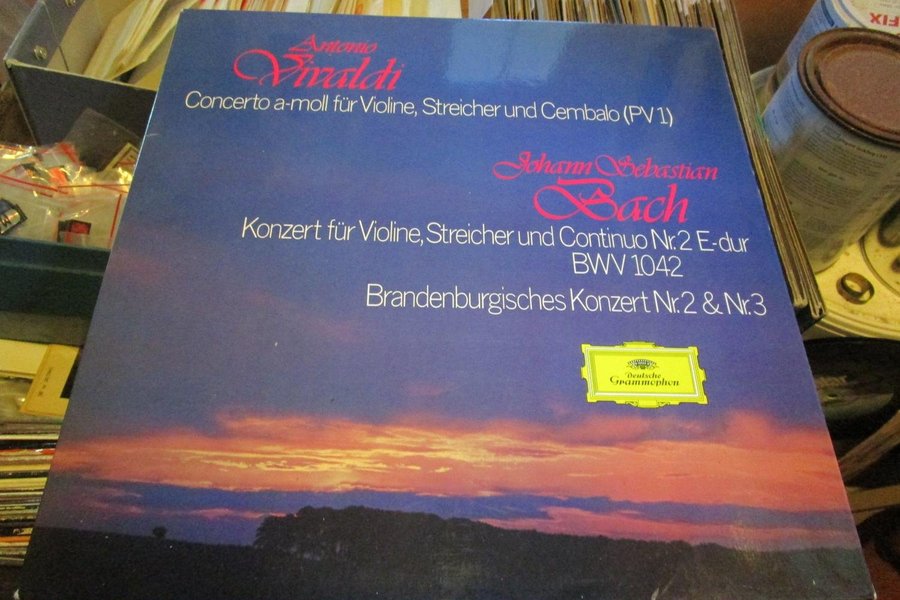 Antonio
Vivaldi
Concerto a-moll für Violine, Streicher und Cembalo (PV 1)
Johann Sebastian
Bach
Konzert für Violine, Streicher und Continuo Nr. 2 E-dur
BWV 1042
Brandenburgisches Konzert Nr. 2 & Nr. 3
Deutsche
Grammophon
FIX